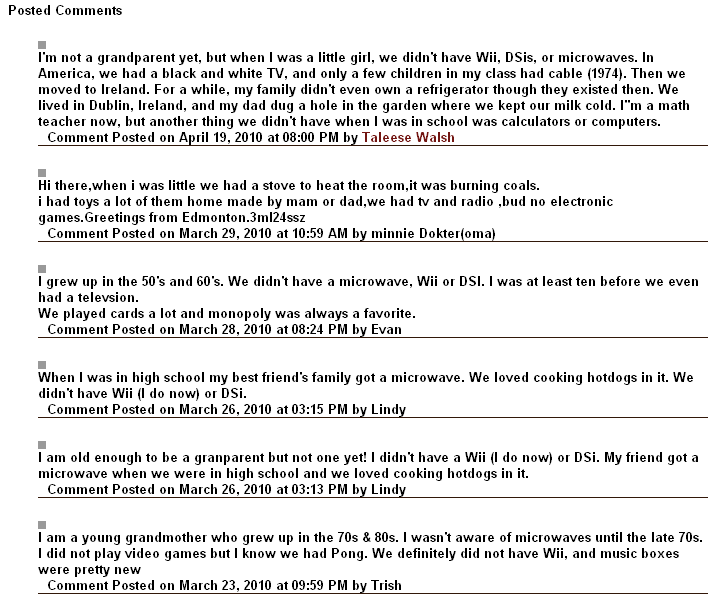 Posted Comments
I'm not a grandparent yet, but when I was a little girl, we didn't have Wii, DSis, or microwaves. In
America, we had a black and white TV, and only a few children in my class had cable (1974). Then we
moved to Ireland. For a while, my family didn't even own a refrigerator though they existed then. We
lived in Dublin, Ireland, and my dad dug a hole in the garden where we kept our milk cold. I"m a math
teacher now, but another thing we didn't have when I was in school was calculators or computers.
Comment Posted on April 19, 2010 at 08:00 PM by Taleese Walsh
Hi there,when i was little we had a stove to heat the room,it was burning coals.
i had toys a lot of them home made by mam or dad,we had tv and radio ,bud no electronic
games.Greetings from Edmonton.3ml24ssz
Comment Posted on March 29, 2010 at 10:59 AM by minnie Dokter(oma)
I grew up in the 50's and 60's. We didn't have a microwave, Wii or DSI. I was at least ten before we even
had a televsion.
We played cards a lot and monopoly was always a favorite.
Comment Posted on March 28, 2010 at 08:24 PM by Evan
When I was in high school my best friend's family got a microwave. We loved cooking hotdogs in it. We
didn't have Wii (I do now) or DSi.
Comment Posted on March 26, 2010 at 03:15 PM by Lindy
I am old enough to be a granparent but not one yet! I didn't have a Wii (I do now) or DSi. My friend got a
microwave when we were in high school and we loved cooking hotdogs in it.
Comment Posted on March 26, 2010 at 03:13 PM by Lindy
I am a young grandmother who grew up in the 70s & 80s. I wasn't aware of microwaves until the late 70s.
I did not play video games but I know we had Pong. We definitely did not have Wii, and music boxes
were pretty new
Comment Posted on March 23, 2010 at 09:59 PM by Trish